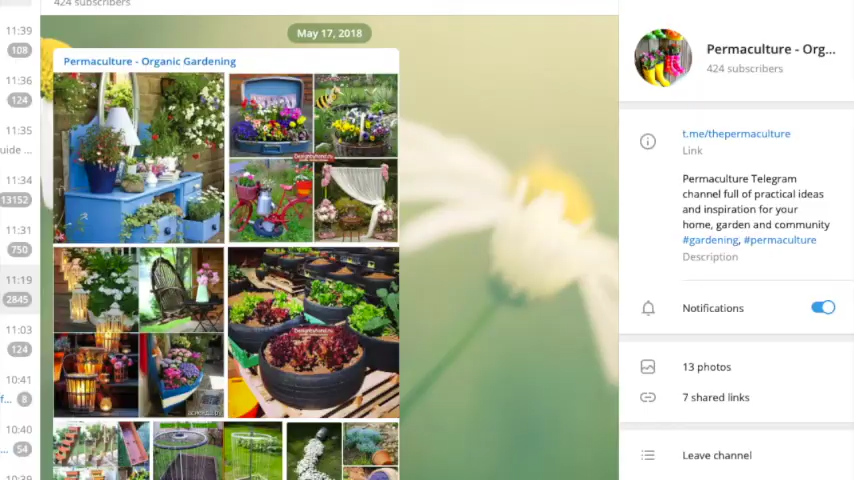 424 subscribers
11:39
108
11:36
124
11:35
uide ...
11:34
13152
11:31
750
11:19
2845
11:03
124
10:41
f...
8
10:40
...
54
10:39
May 17, 2018
Permaculture - Organic Gardening
Permaculture - Org...
424 subscribers
t.me/thepermaculture
Link
Permaculture Telegram
channel full of practical ideas
and inspiration for your
home, garden and community
#gardening, #permaculture
Description
Notifications
13 photos
7 shared links
Leave channel